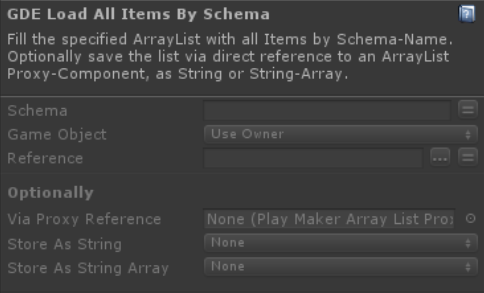 GDE Load All Items By Schema
Fill the specified ArrayList with all Items by Schema-Name.
Optionally save the list via direct reference to an ArrayList
Proxy-Component, as String or String-Array.
Schema
Game Object Use Owner
Reference ...
Optionally
Via Proxy Reference None (Play Maker Array List Pro
Store As String None
Store As String Array None